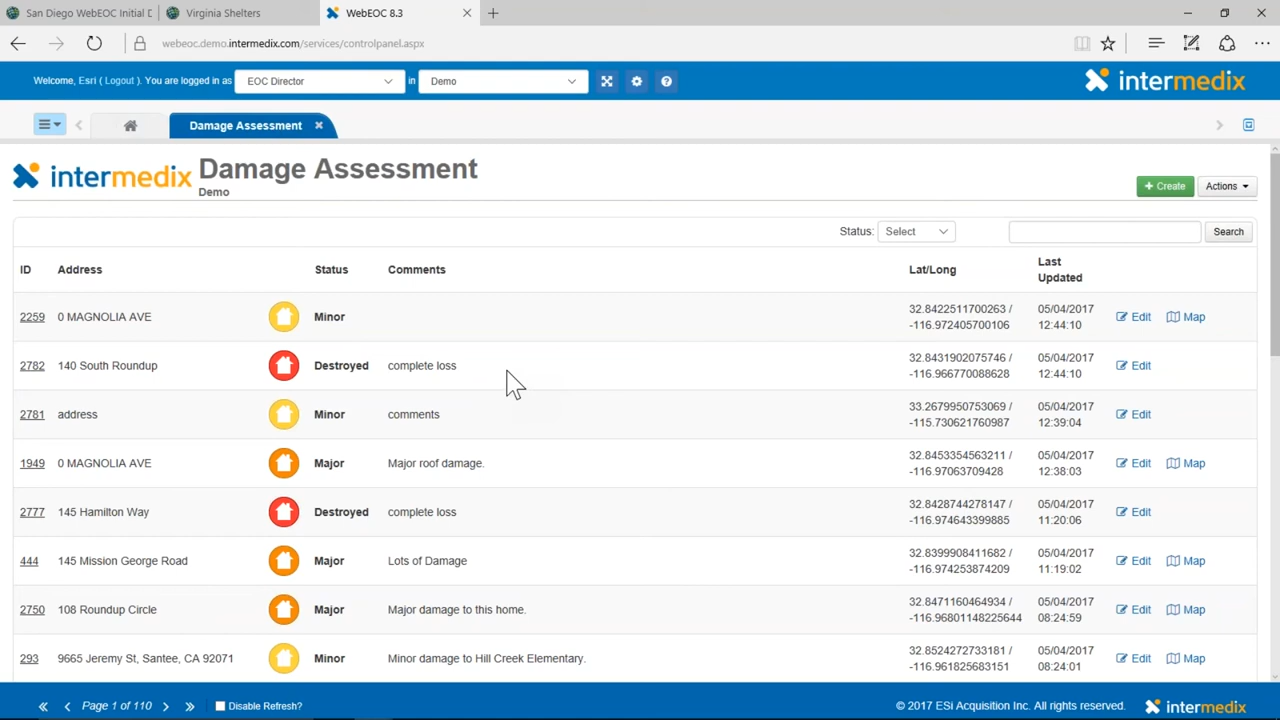 San Diego WebEOC Initial D
Virginia Shelters
WebEOC 8.3
webeoc.demo.intermedix.com/services/controlpanel.aspx
Welcome, Esri ( Logout ). You are logged in as EOC Director in Demo
intermedix
Damage Assessment
intermedix Damage Assessment
Demo
Create Actions
Status: Select Search
ID Address Status Comments Lat/Long Last
Updated
2259 0 MAGNOLIA AVE Minor 32.8422511700263 / 05/04/2017 Edit Map
-116.972405700106 12:44:10
2782 140 South Roundup Destroyed complete loss 32.8431902075746 / 05/04/2017 Edit
-116.966770088628 12:44:10
2781 address Minor comments 33.2679950753069 / 05/04/2017 Edit
-115.730621760987 12:39:04
1949 0 MAGNOLIA AVE Major Major roof damage. 32.8453354563211 / 05/04/2017 Edit Map
-116.97063709428 12:38:03
2777 145 Hamilton Way Destroyed complete loss 32.8428744278147 / 05/04/2017 Edit
-116.974643399885 11:20:06
444 145 Mission George Road Major Lots of Damage 32.8399908411682 / 05/04/2017 Edit Map
-116.974253874209 11:19:02
2750 108 Roundup Circle Major Major damage to this home. 32.8471160464934 / 05/04/2017 Edit Map
-116.96801148225644 08:24:59
293 9665 Jeremy St, Santee, CA 92071 Minor Minor damage to Hill Creek Elementary. 32.8524272733181 / 05/04/2017 Edit Map
-116.961825683151 08:24:01
Page 1 of 110 Disable Refresh? © 2017 ESi Acquisition Inc. All rights reserved. intermedix